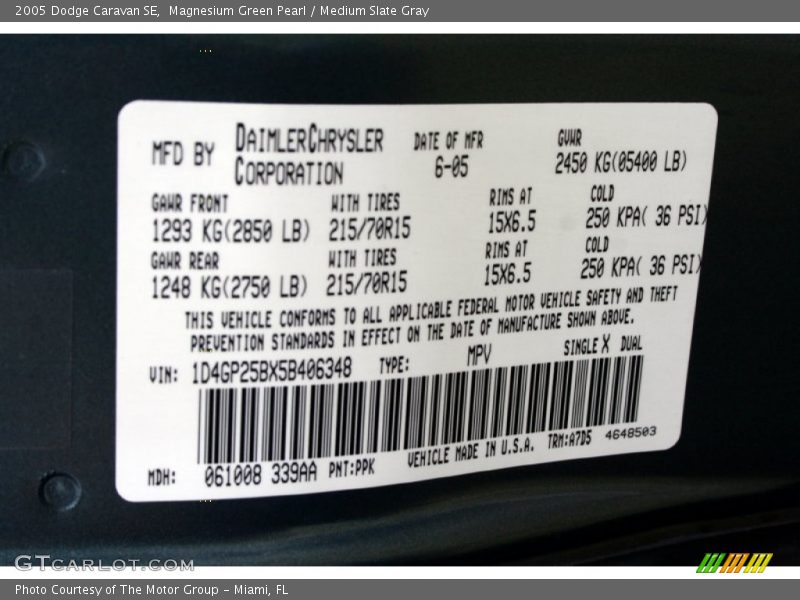 2005 Dodge Caravan SE,  Magnesium Green Pearl / Medium Slate Gray
MFD BY DAIMLERCHRYSLER CORPORATION DATE OF MFR 6-05 GVWR 2450 KG(05400 LB)
GAWR FRONT WITH TIRES RIMS AT COLD
1293 KG(2850 LB) 215/70R15 15X6.5 250 KPA( 36 PSI)
GAWR REAR WITH TIRES RIMS AT COLD
1248 KG(2750 LB) 215/70R15 15X6.5 250 KPA( 36 PSI)
THIS VEHICLE CONFORMS TO ALL APPLICABLE FEDERAL MOTOR VEHICLE SAFETY AND THEFT
PREVENTION STANDARDS IN EFFECT ON THE DATE OF MANUFACTURE SHOWN ABOVE.
VIN: 1D4GP25BX5B406348 TYPE: MPV SINGLE X DUAL
MDH: 061008 339AA PNT:PPK VEHICLE MADE IN U.S.A. TRM:A7D5 4648503
GTCARLOT.COM
Photo Courtesy of The Motor Group - Miami, FL